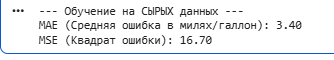 --- Обучение на СЫРЫХ данных ---
MAE (Средняя ошибка в милях/галлон): 3.40
MSE (Квадрат ошибки): 16.70